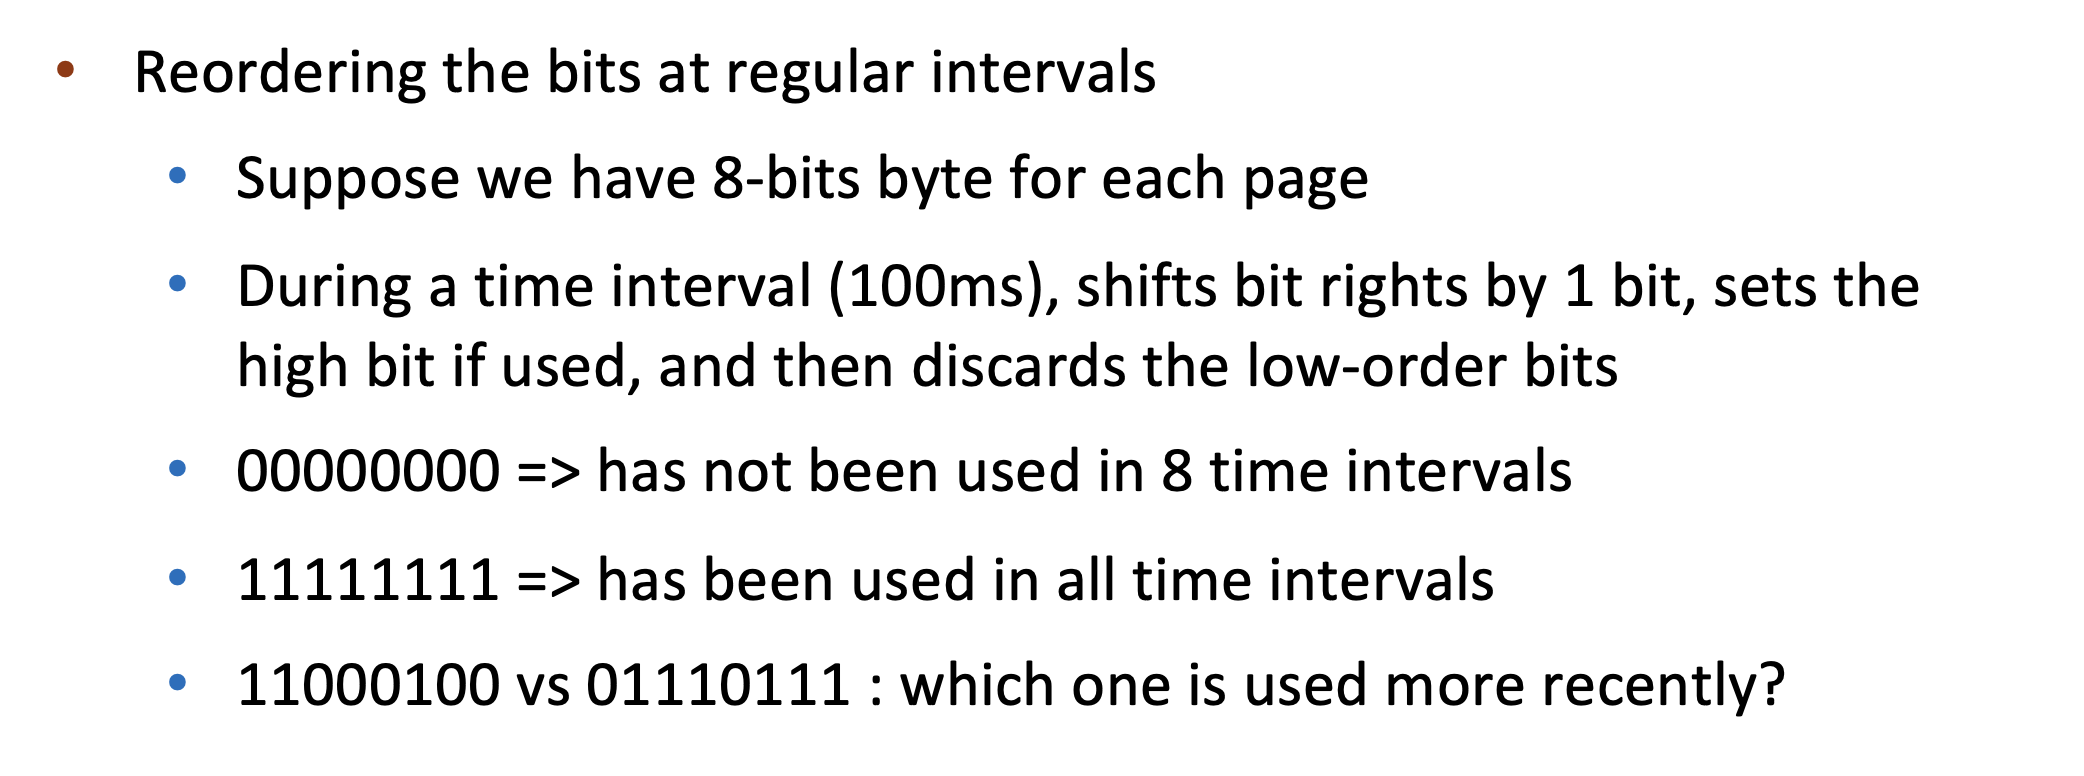 • Reordering the bits at regular intervals
• Suppose we have 8-bits byte for each page
• During a time interval (100ms), shifts bit rights by 1 bit, sets the
high bit if used, and then discards the low-order bits
• 00000000 => has not been used in 8 time intervals
• 11111111 => has been used in all time intervals
• 11000100 vs 01110111 : which one is used more recently?